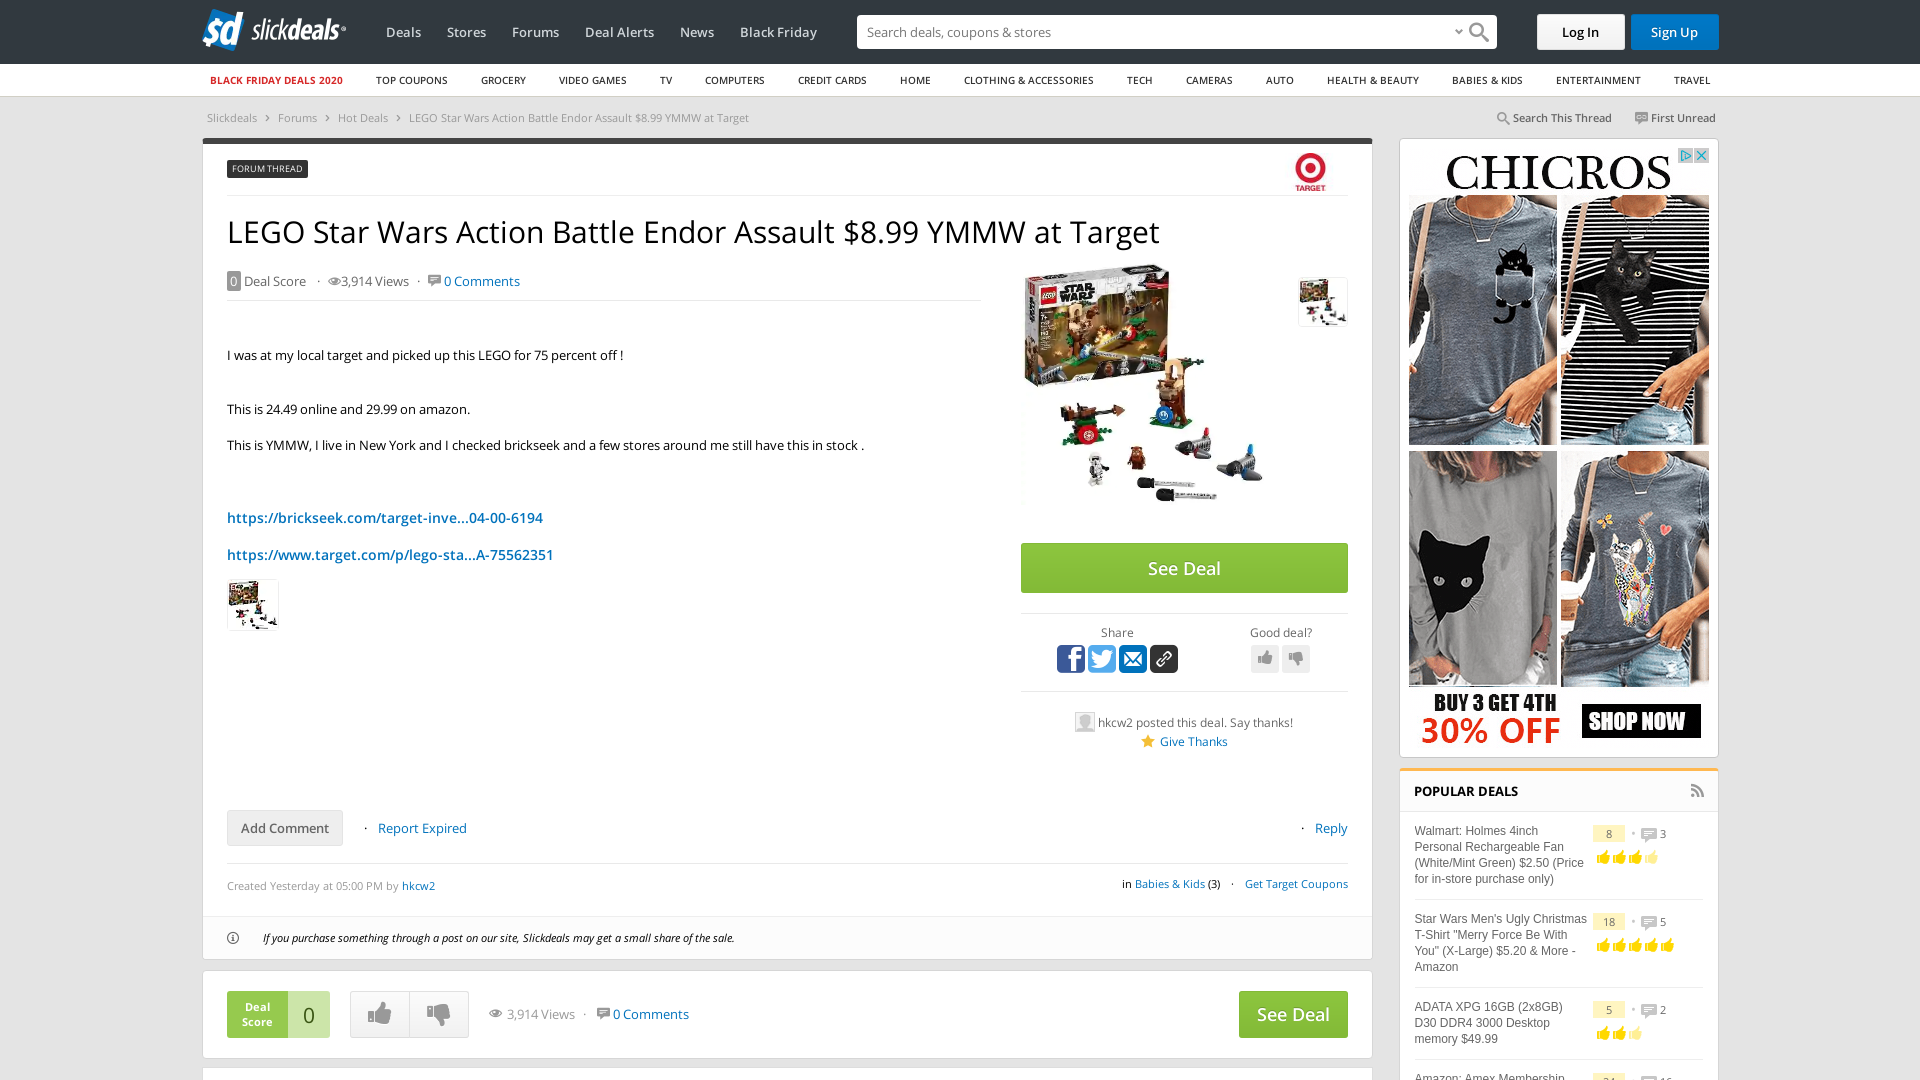 slickdeals
Deals
Stores
Forums
Deal Alerts
News
Black Friday
Search deals, coupons & stores
Log In
Sign Up
BLACK FRIDAY DEALS 2020
TOP COUPONS
GROCERY
VIDEO GAMES
TV
COMPUTERS
CREDIT CARDS
HOME
CLOTHING & ACCESSORIES
TECH
CAMERAS
AUTO
HEALTH & BEAUTY
BABIES & KIDS
ENTERTAINMENT
TRAVEL
Slickdeals > Forums > Hot Deals > LEGO Star Wars Action Battle Endor Assault $8.99 YMMW at Target
Search This Thread
First Unread
FORUM THREAD
TARGET
LEGO Star Wars Action Battle Endor Assault $8.99 YMMW at Target
0 Deal Score · 3,914 Views · 0 Comments
I was at my local target and picked up this LEGO for 75 percent off !
This is 24.49 online and 29.99 on amazon.
This is YMMW, I live in New York and I checked brickseek and a few stores around me still have this in stock .
https://brickseek.com/target-inve...04-00-6194
https://www.target.com/p/lego-sta...A-75562351
LEGO
STAR WARS
See Deal
Share
Good deal?
hkcw2 posted this deal. Say thanks!
Give Thanks
Add Comment
· Report Expired
· Reply
Created Yesterday at 05:00 PM by hkcw2
in Babies & Kids (3) · Get Target Coupons
If you purchase something through a post on our site, Slickdeals may get a small share of the sale.
Deal Score
0
3,914 Views · 0 Comments
See Deal
CHICROS
BUY 3 GET 4TH
30% OFF
SHOP NOW
POPULAR DEALS
Walmart: Holmes 4inch
Personal Rechargeable Fan
(White/Mint Green) $2.50 (Price
for in-store purchase only)
8 · 3
Star Wars Men's Ugly Christmas
T-Shirt "Merry Force Be With
You" (X-Large) $5.20 & More -
Amazon
18 · 5
ADATA XPG 16GB (2x8GB)
D30 DDR4 3000 Desktop
memory $49.99
5 · 2
Amazon: Amex Membership